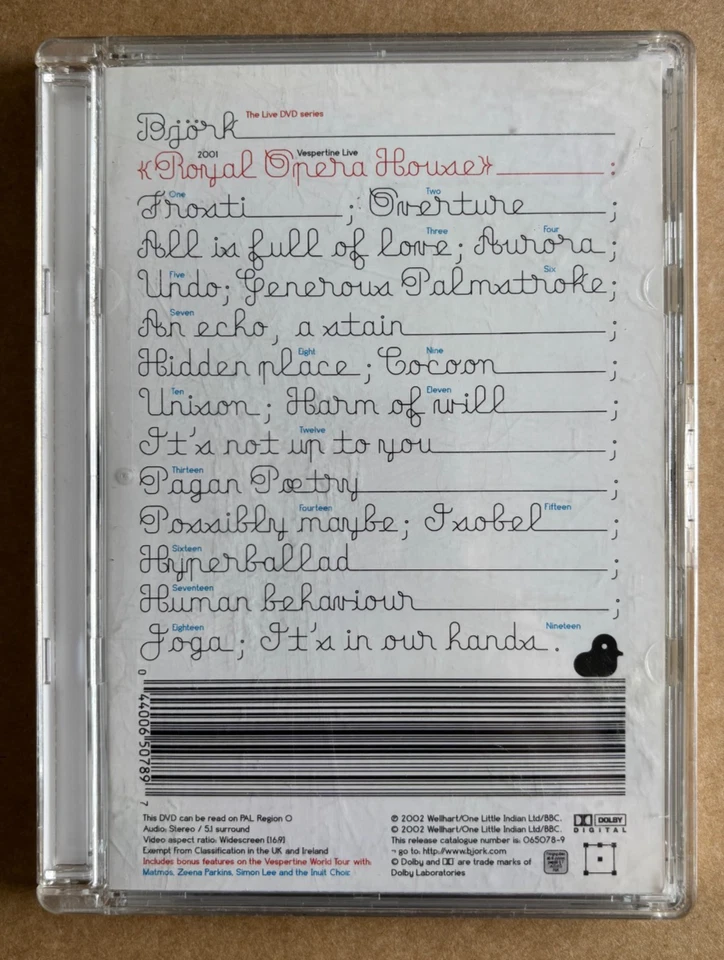 Björk The Live DVD series
2001 Vespertine Live
«Royal Opera House» :
One Two
Frosti ; Overture ;
Three Four
All is full of love; Aurora;
Five Six
Undo; Generous Palmstroke;
Seven
An echo, a stain ;
Eight Nine
Hidden place; Cocoon ;
Ten Eleven
Unison; Harm of will ;
Twelve
It's not up to you ;
Thirteen
Pagan Poetry ;
Fourteen Fifteen
Possibly maybe; Isobel ;
Sixteen
Hyperballad ;
Seventeen
Human behaviour ;
Eighteen Nineteen
Joga; It's in our hands.
0 44006 50789 7
This DVD can be read on PAL Region 0
Audio: Stereo / 5.1 surround
Video aspect ratio: Widescreen (16:9)
Exempt from Classification in the UK and Ireland
Includes bonus features on the Vespertine World Tour with:
Matmos, Zeena Parkins, Simon Lee and the Inuit Choir.
℗ 2002 Wellhart/One Little Indian Ltd/BBC.
© 2002 Wellhart/One Little Indian Ltd/BBC.
This release catalogue number is: 065078-9
¬ go to: http://www.bjork.com
© Dolby and DD are trade marks of
Dolby Laboratories
DOLBY
DIGITAL